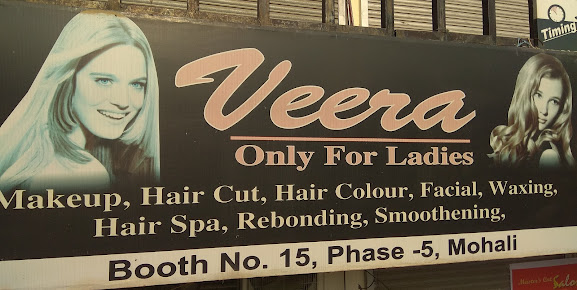 Timing
Veera
Only For Ladies
Makeup, Hair Cut, Hair Colour, Facial, Waxing,
Hair Spa, Rebonding, Smoothening,
Booth No. 15, Phase -5, Mohali